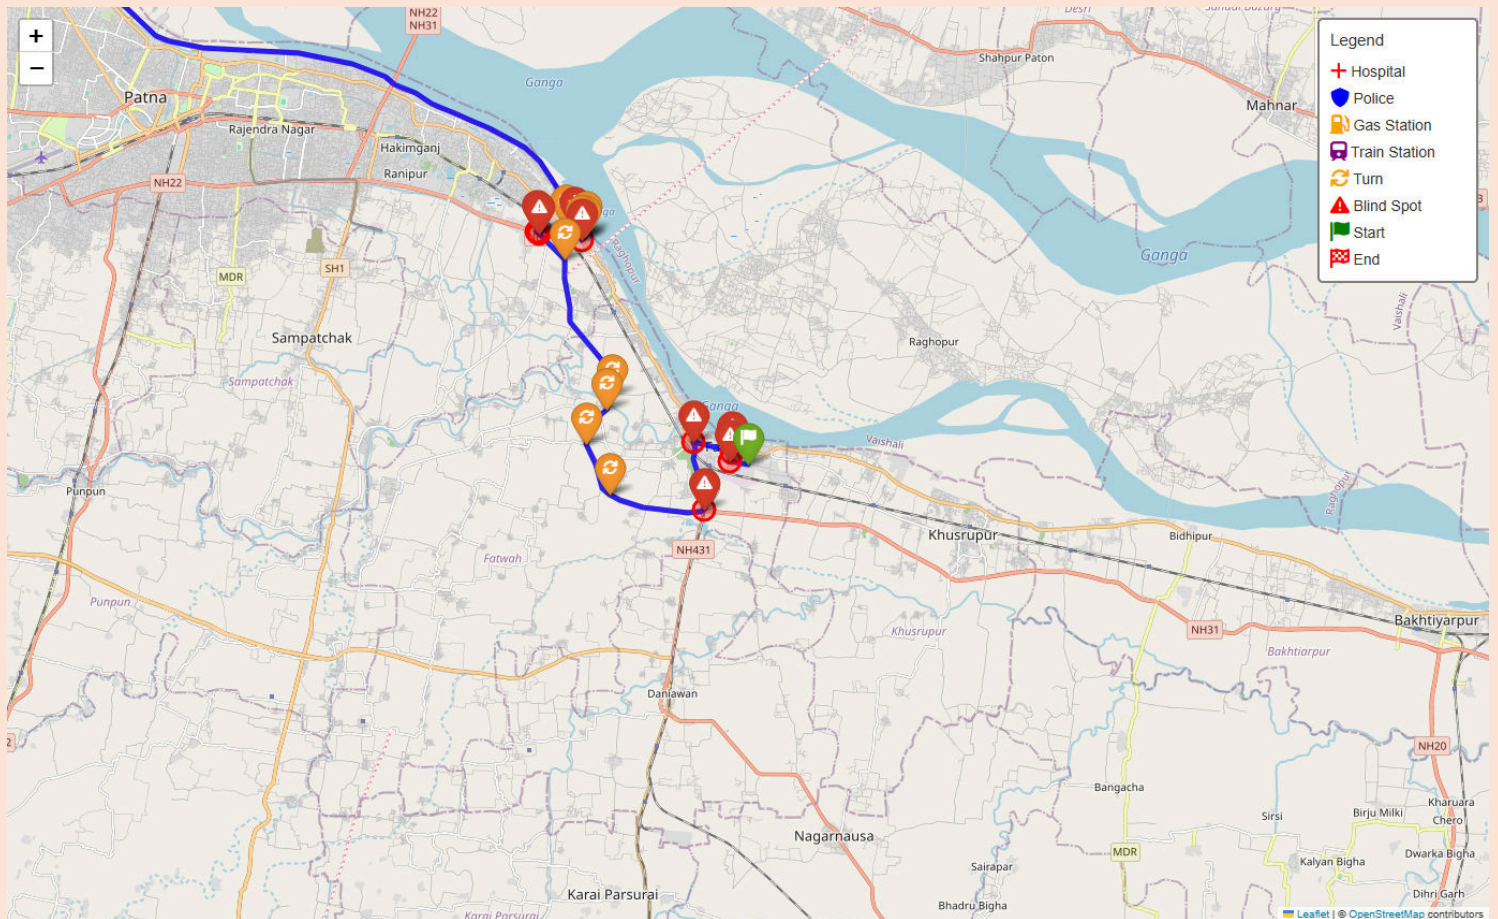 +
−
NH22
NH31
Desri
Ganga
Shahpur Paton
Patna
Mahnar
Rajendra Nagar
Hakimganj
Ranipur
NH22
Raghopur
Ganga
SH1
MDR
Vaishali
Sampatchak
Raghopur
Sampatchak
Ganga
Vaishali
Punpun
Raghopur
Khusrupur
Bidhipur
NH431
Fatwah
Punpun
Khusrupur
NH31
Bakhtiyarpur
Bakhtiarpur
Daniawan
NH20
Bangacha
Kharuara
Chero
Birju Milki
Sirsi
Nagarnausa
MDR
Dwarka Bigha
Kalyan Bigha
Sairapar
Karai Parsurai
Dihri Garh
Bhadru Bigha
Karai Parsurai
Legend
Hospital
Police
Gas Station
Train Station
Turn
Blind Spot
Start
End
Leaflet | © OpenStreetMap contributors